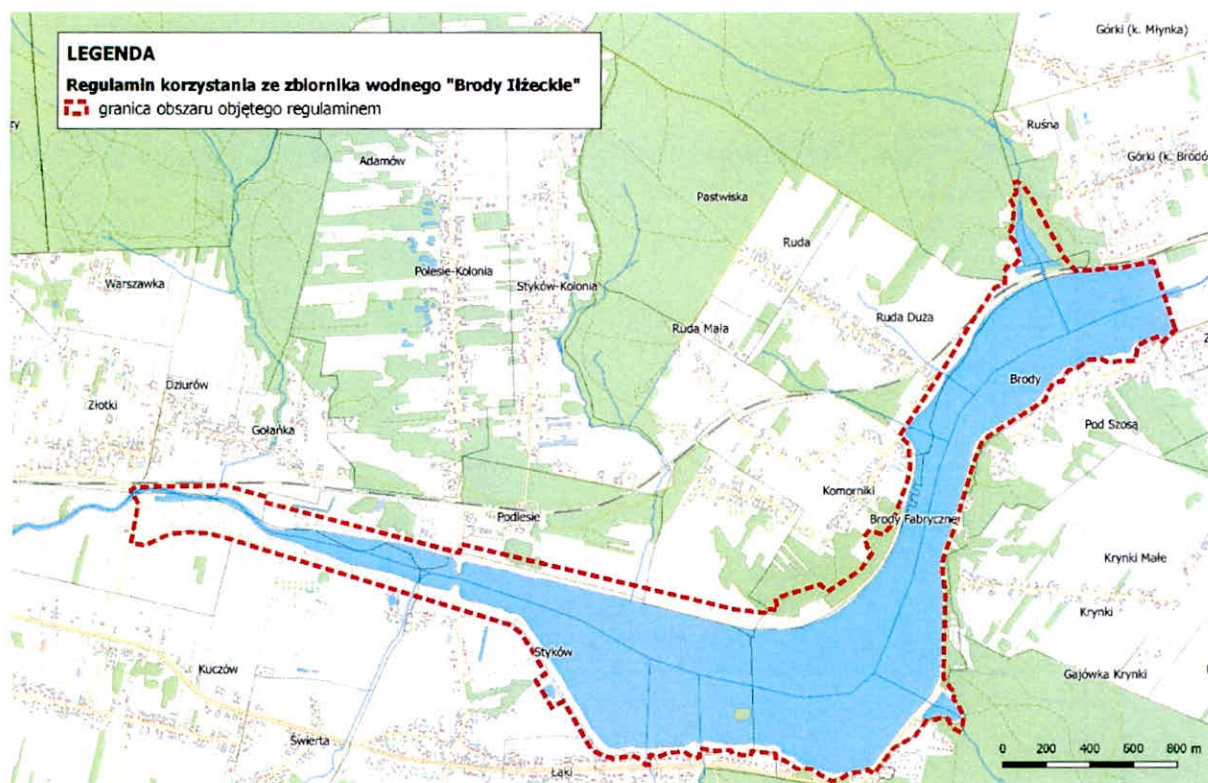 LEGENDA
Regulamin korzystania ze zbiornika wodnego "Brody Iłżeckie"
granica obszaru objętego regulaminem
Górki (k. Młynka)
Ruśna
Górki (k. Brodó
Adamów
Pastwiska
Ruda
Warszawka
Polesie-Kolonia
Styków-Kolonia
Ruda Duża
Ruda Mała
Dziurów
Złotki
Gołańka
Brody
Pod Szosą
Komorniki
Podlesie
Brody Fabryczne
Krynki Małe
Krynki
Styków
Kuczów
Gajówka Krynki
Świerta
Łąki
0 200 400 600 800 m